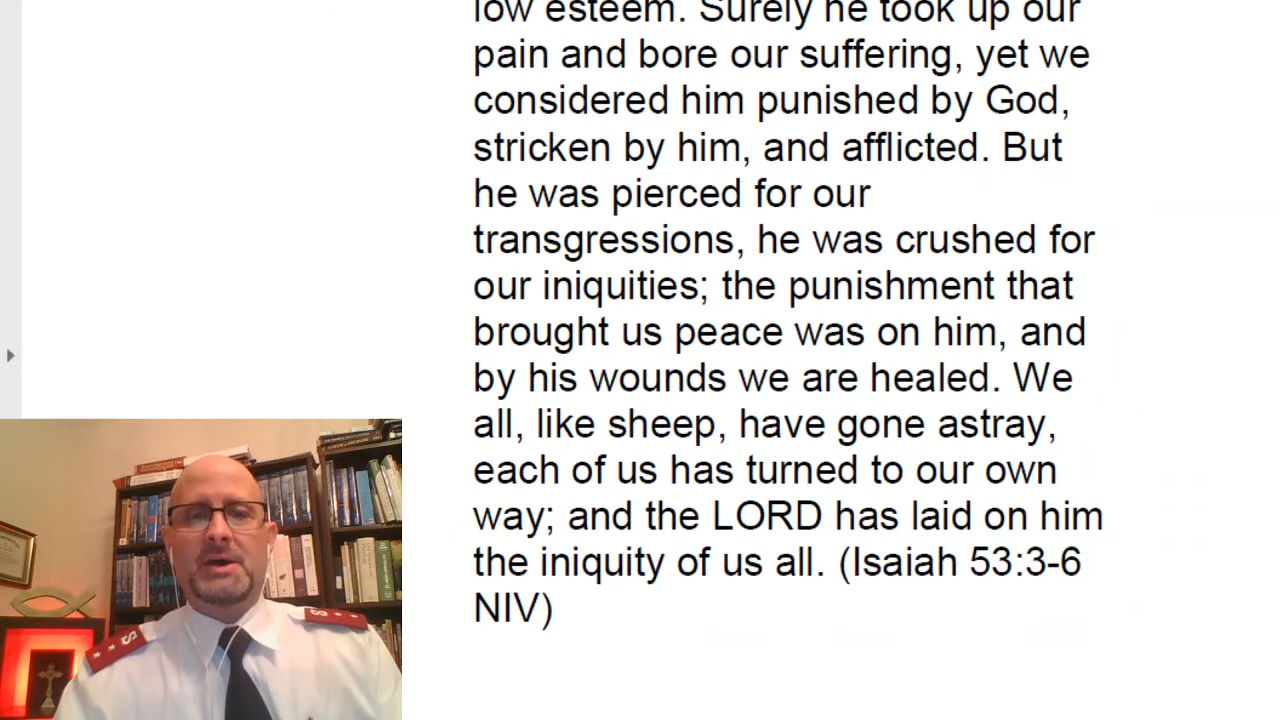 low esteem. Surely he took up our
pain and bore our suffering, yet we
considered him punished by God,
stricken by him, and afflicted. But
he was pierced for our
transgressions, he was crushed for
our iniquities; the punishment that
brought us peace was on him, and
by his wounds we are healed. We
all, like sheep, have gone astray,
each of us has turned to our own
way; and the LORD has laid on him
the iniquity of us all. (Isaiah 53:3-6
NIV)
S
S